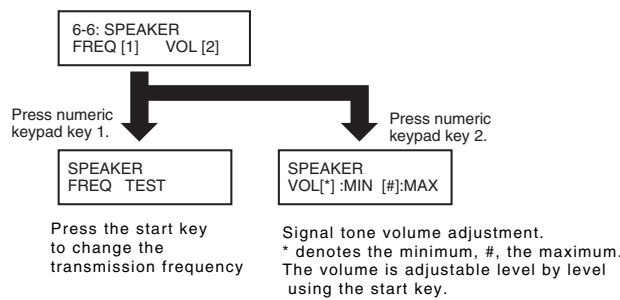 6-6: SPEAKER
FREQ [1] VOL [2]
Press numeric
keypad key 1.
Press numeric
keypad key 2.
SPEAKER
FREQ TEST
SPEAKER
VOL[*] :MIN [#]:MAX
Press the start key
to change the
transmission frequency
Signal tone volume adjustment.
* denotes the minimum, #, the maximum.
The volume is adjustable level by level
using the start key.